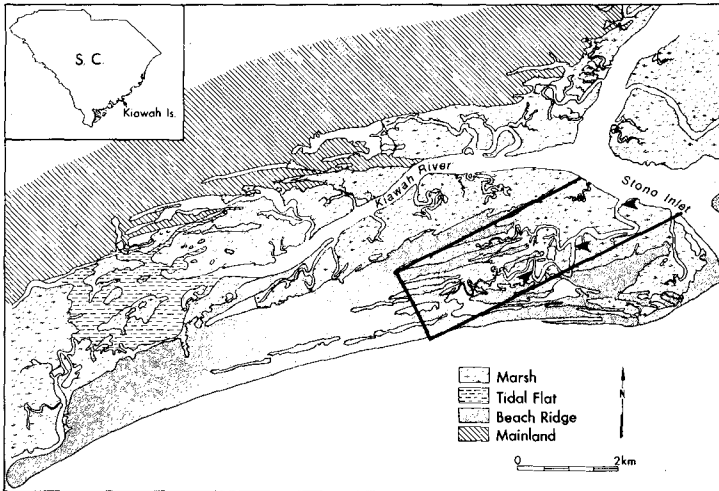 S. C.
Kiawah Is.
Kiawah River
Stono Inlet
Marsh
Tidal Flat
Beach Ridge
Mainland
N
0 2km